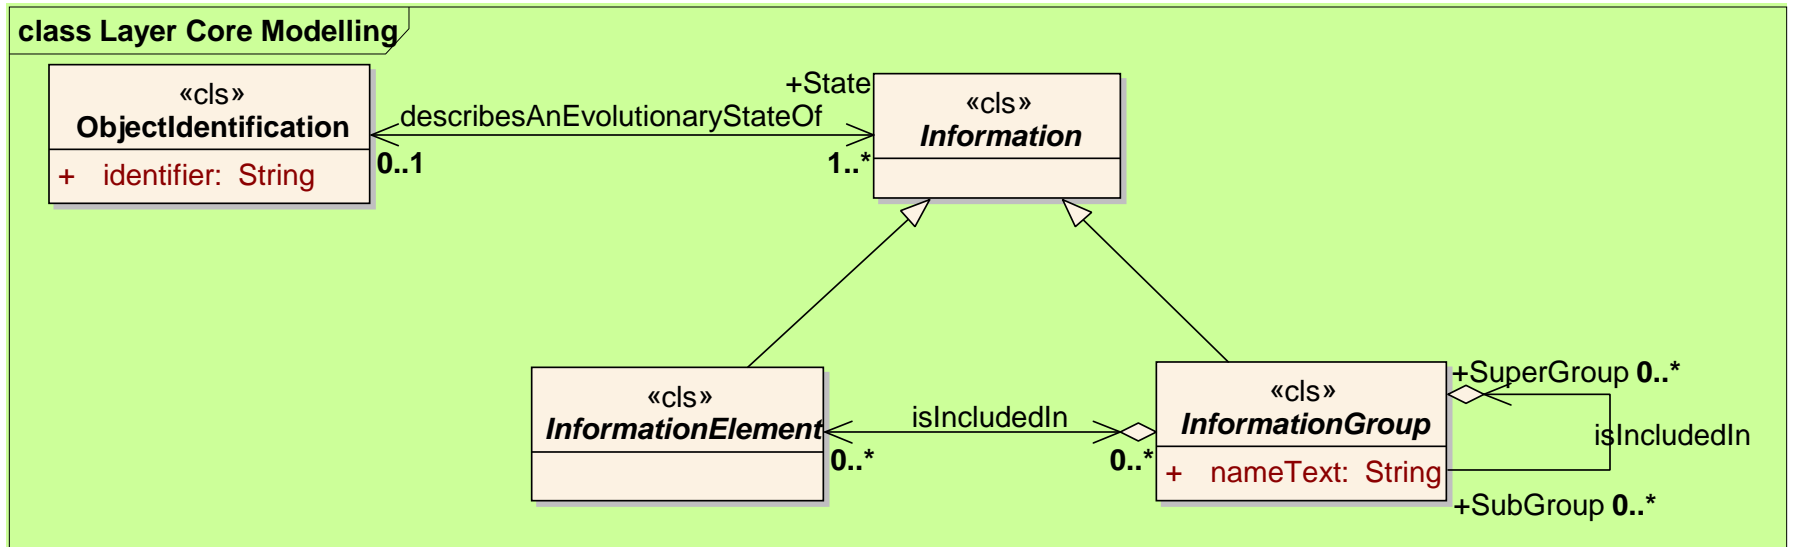 class Layer Core Modelling
«cls»
ObjectIdentification
+ identifier: String
describesAnEvolutionaryStateOf
0..1
+State
1..*
«cls»
Information
«cls»
InformationElement
isIncludedIn
0..*
0..*
«cls»
InformationGroup
+ nameText: String
+SuperGroup 0..*
isIncludedIn
+SubGroup 0..*